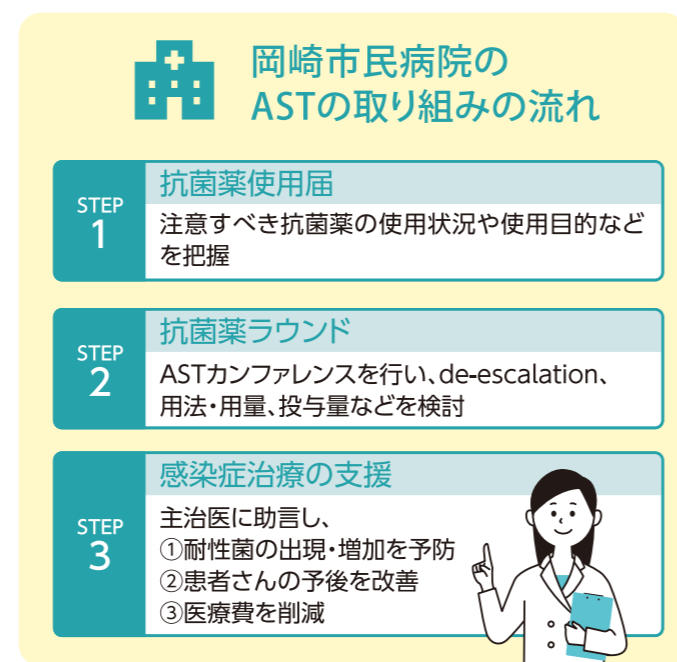 岡崎市民病院の
ASTの取り組みの流れ
STEP
1
抗菌薬使用届
注意すべき抗菌薬の使用状況や使用目的など
を把握
STEP
2
抗菌薬ラウンド
ASTカンファレンスを行い、de-escalation、
用法・用量、投与量などを検討
STEP
3
感染症治療の支援
主治医に助言し、
①耐性菌の出現・増加を予防
②患者さんの予後を改善
③医療費を削減